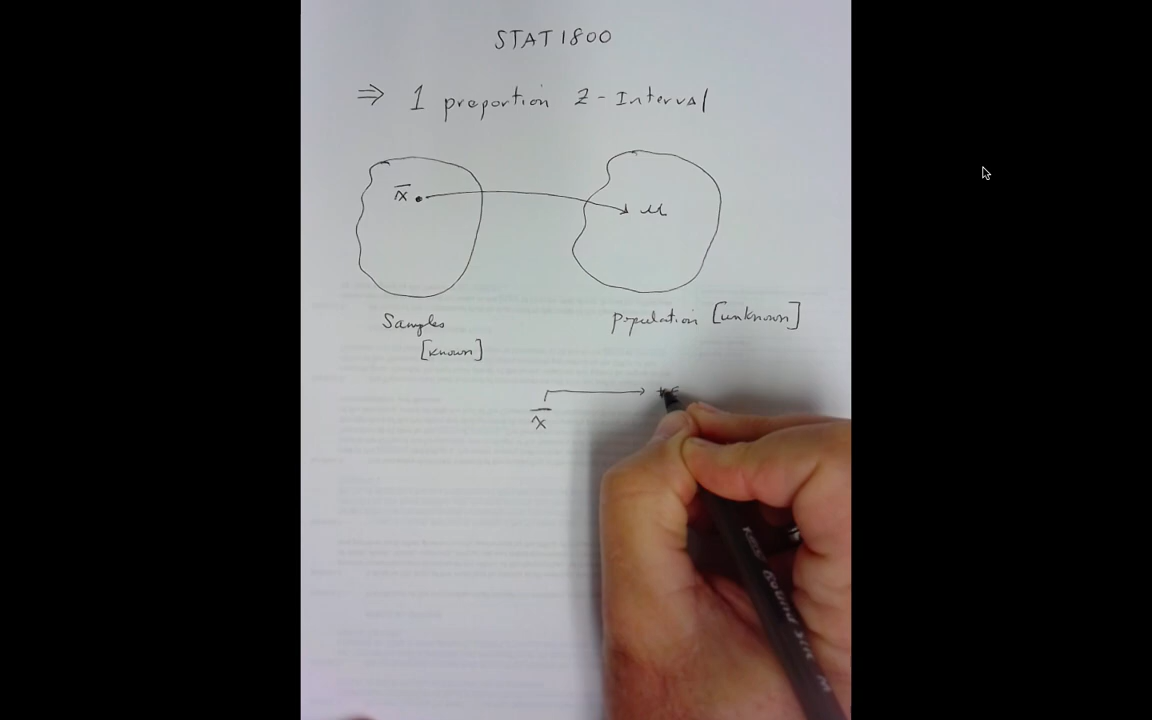 STAT 1800
⇒ 1 proportion Z-Interval
x̄ μ
Samples
[known]
Population [unknown]
x̄